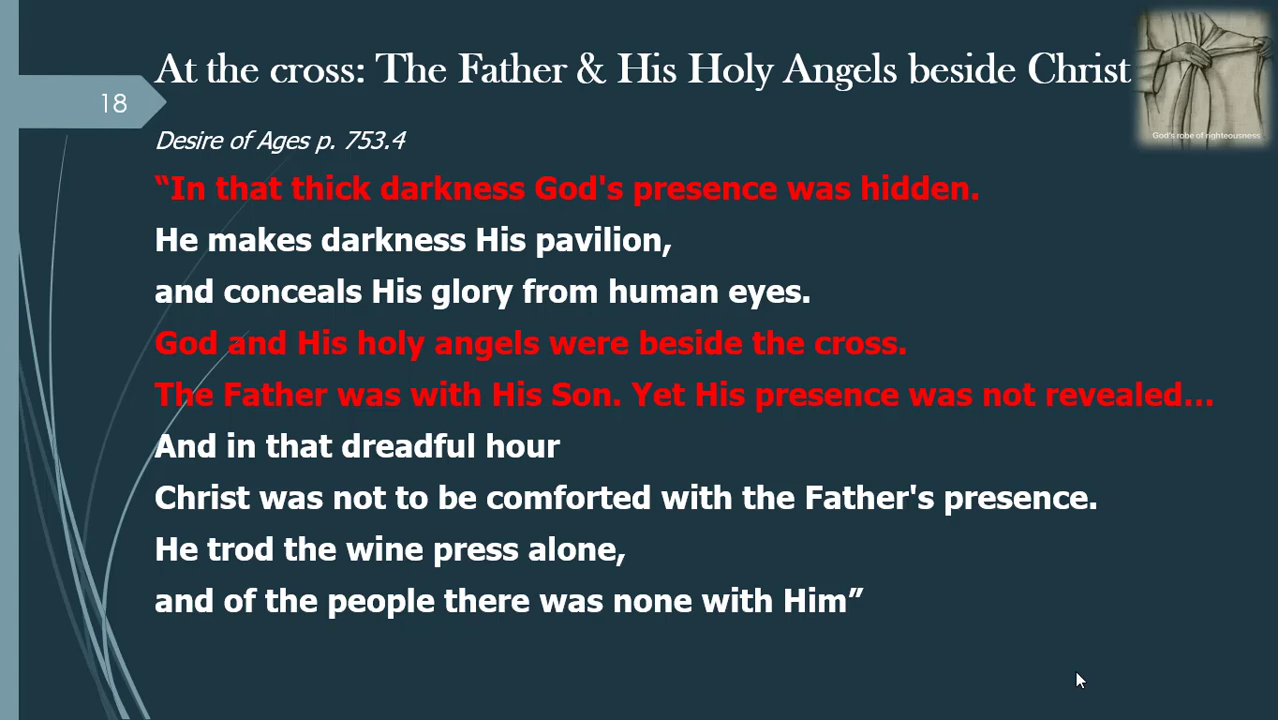 At the cross: The Father & His Holy Angels beside Christ
18
God's robe of righteousness
Desire of Ages p. 753.4
“In that thick darkness God's presence was hidden.
He makes darkness His pavilion,
and conceals His glory from human eyes.
God and His holy angels were beside the cross.
The Father was with His Son. Yet His presence was not revealed…
And in that dreadful hour
Christ was not to be comforted with the Father's presence.
He trod the wine press alone,
and of the people there was none with Him”